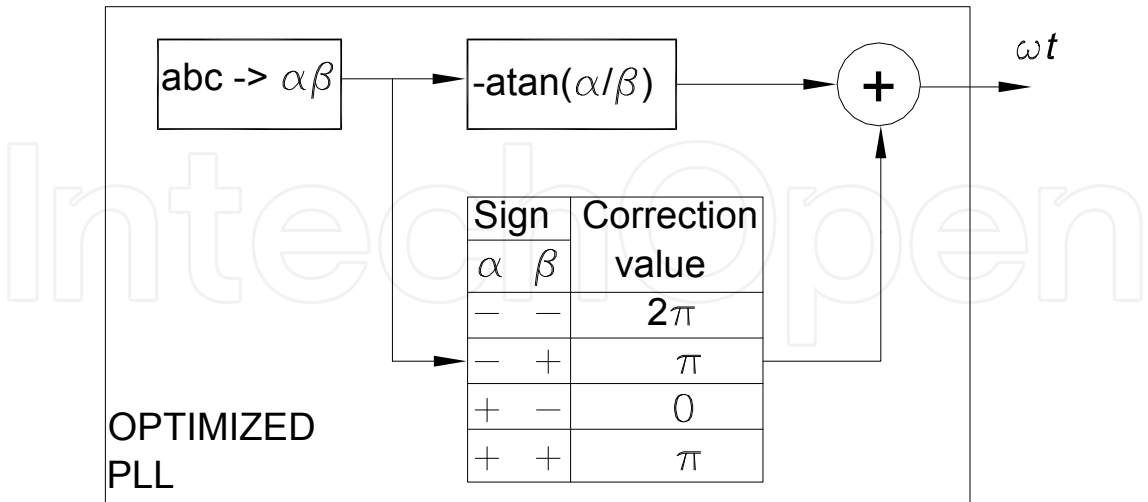 abc -> αβ
-atan(α/β)
+
ωt
Sign Correction value
α β
− − 2π
− + π
+ − 0
+ + π
OPTIMIZED
PLL
IntechOpen